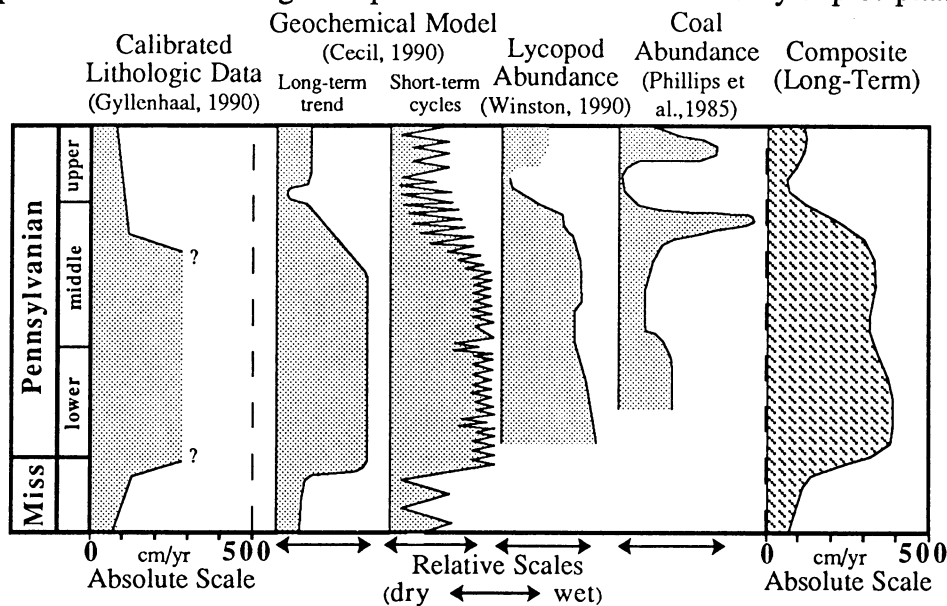 Geochemical Model
(Cecil, 1990)
Calibrated
Lithologic Data
(Gyllenhaal, 1990)
Long-term
trend
Short-term
cycles
Lycopod
Abundance
(Winston, 1990)
Coal
Abundance
(Phillips et
al.,1985)
Composite
(Long-Term)
Pennsylvanian
upper
middle
lower
Miss
?
?
0 cm/yr 500
Absolute Scale
Relative Scales
(dry wet)
0 cm/yr 500
Absolute Scale